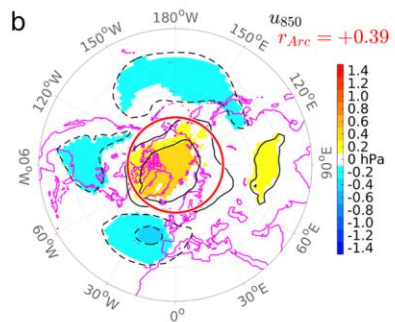 b
180°W
150°W
150°E
120°W
120°E
90°W
90°E
60°W
60°E
30°W
30°E
0°
u850
rArc = +0.39
1.4
1.2
1.0
0.8
0.6
0.4
0.2
0 hPa
-0.2
-0.4
-0.6
-0.8
-1.0
-1.2
-1.4